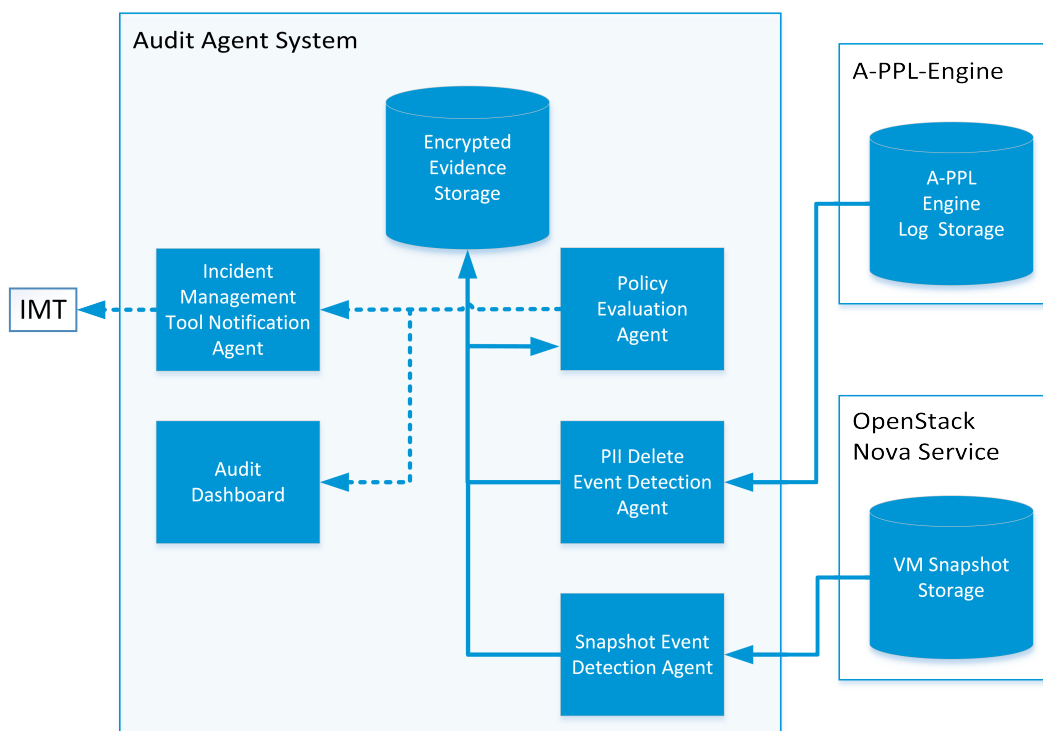 Audit Agent System
A-PPL-Engine
Encrypted
Evidence
Storage
A-PPL
Engine
Log Storage
IMT
Incident
Management
Tool Notification
Agent
Policy
Evaluation
Agent
OpenStack
Nova Service
Audit
Dashboard
PII Delete
Event Detection
Agent
VM Snapshot
Storage
Snapshot Event
Detection Agent